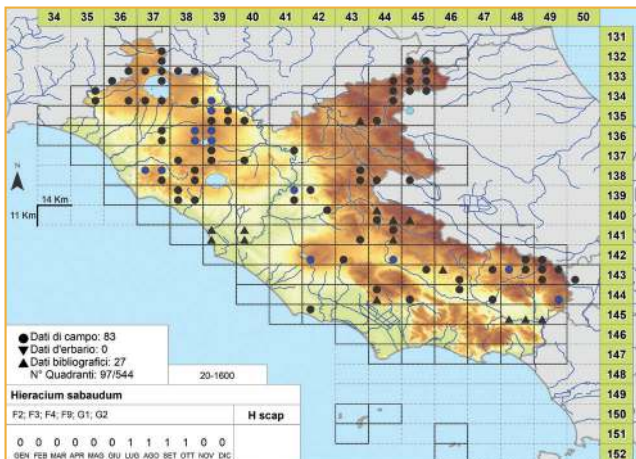 34 35 36 37 38 39 40 41 42 43 44 45 46 47 48 49 50
131
132
133
134
135
136
137
138
139
140
141
142
143
144
145
146
147
148
149
150
151
152
N
14 Km
11 Km
Dati di campo: 83
Dati d'erbario: 0
Dati bibliografici: 27
N° Quadranti: 97/544
20-1600
Hieracium sabaudum
F2; F3; F4; F9; G1; G2
H scap
0 0 0 0 0 0 1 1 1 1 0 0
GEN FEB MAR APR MAG GIU LUG AGO SET OTT NOV DIC